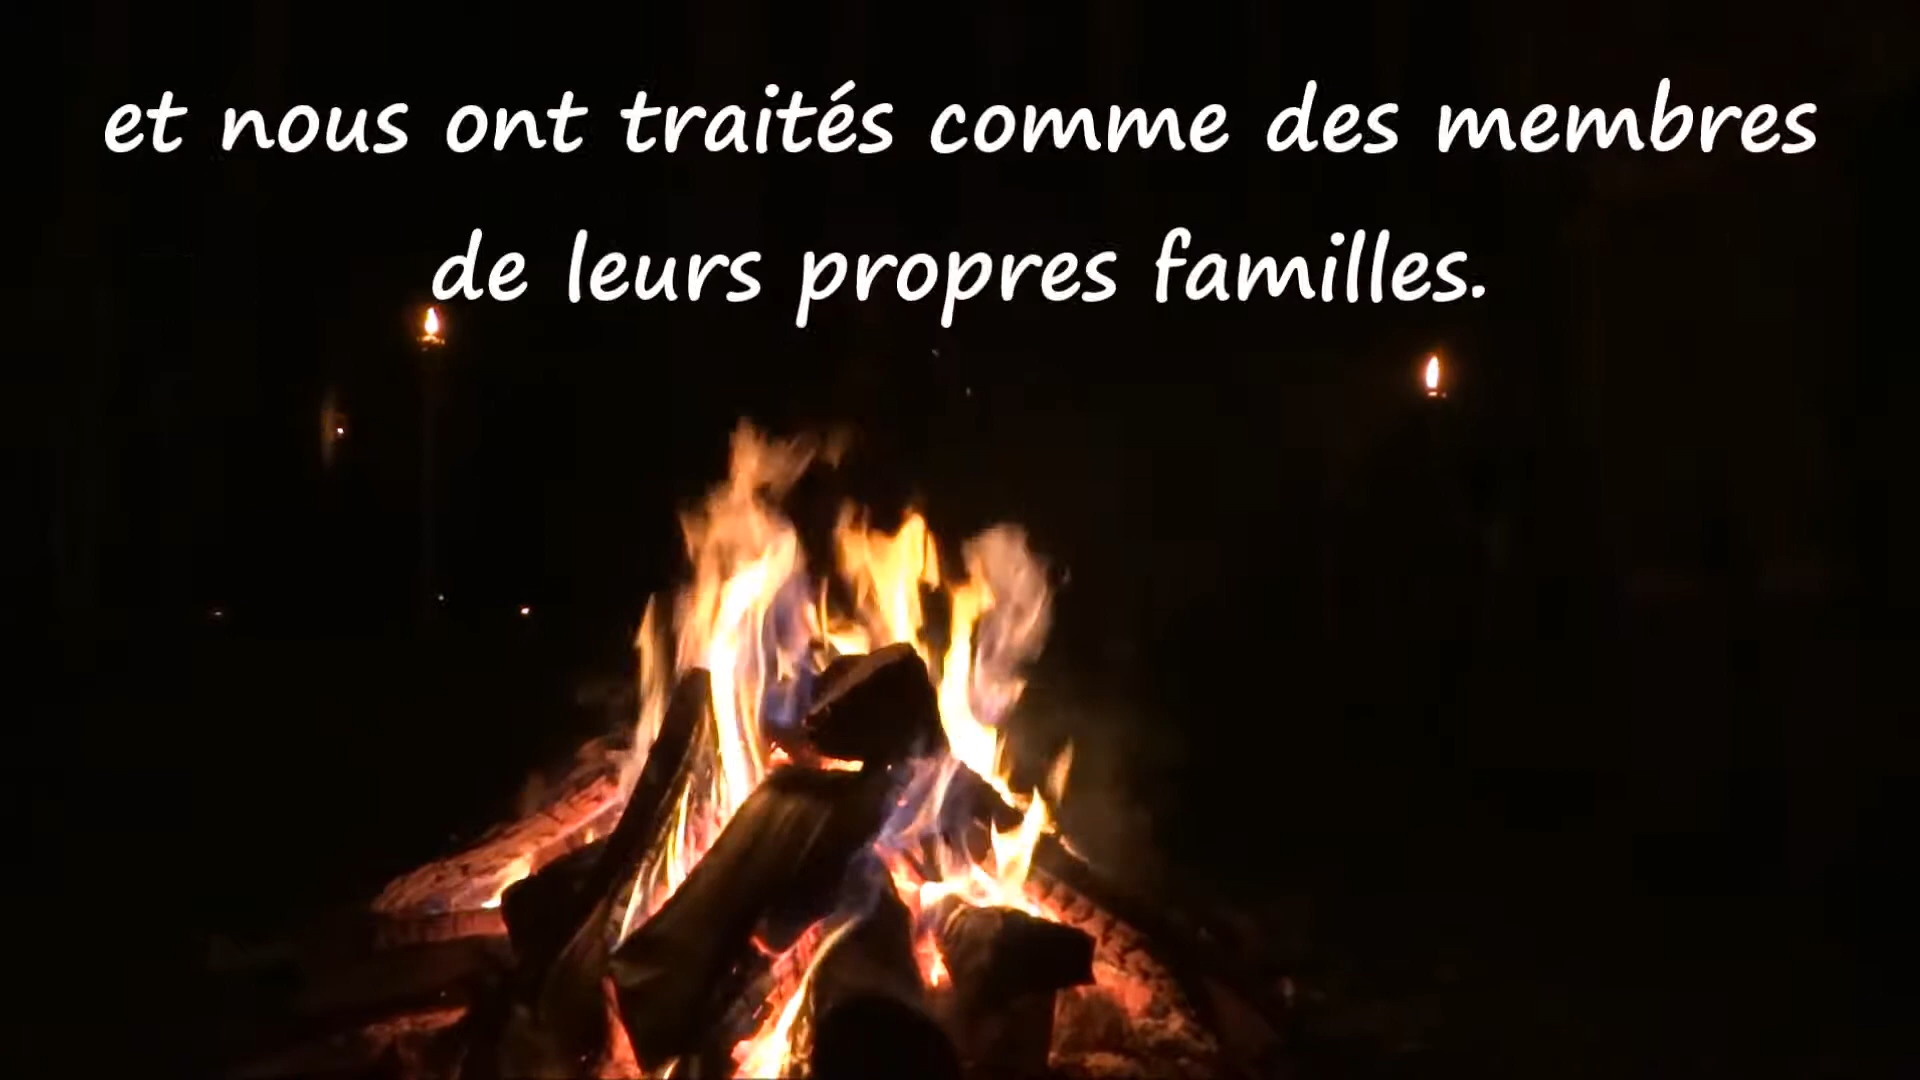 et nous ont traités comme des membres
de leurs propres familles.